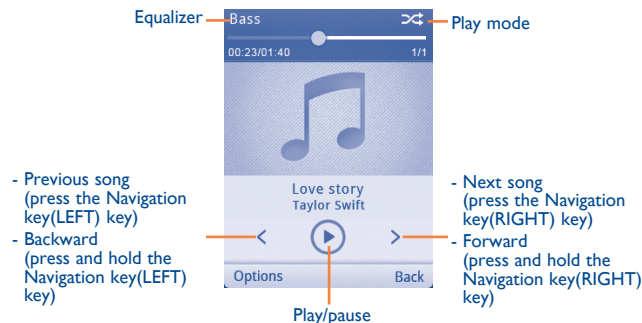 Equalizer
Bass
Play mode
00:23/01:40
1/1
Love story
Taylor Swift
- Previous song
(press the Navigation
key(LEFT) key)
- Backward
(press and hold the
Navigation key(LEFT)
key)
- Next song
(press the Navigation
key(RIGHT) key)
- Forward
(press and hold the
Navigation key(RIGHT)
key)
Options
Back
Play/pause